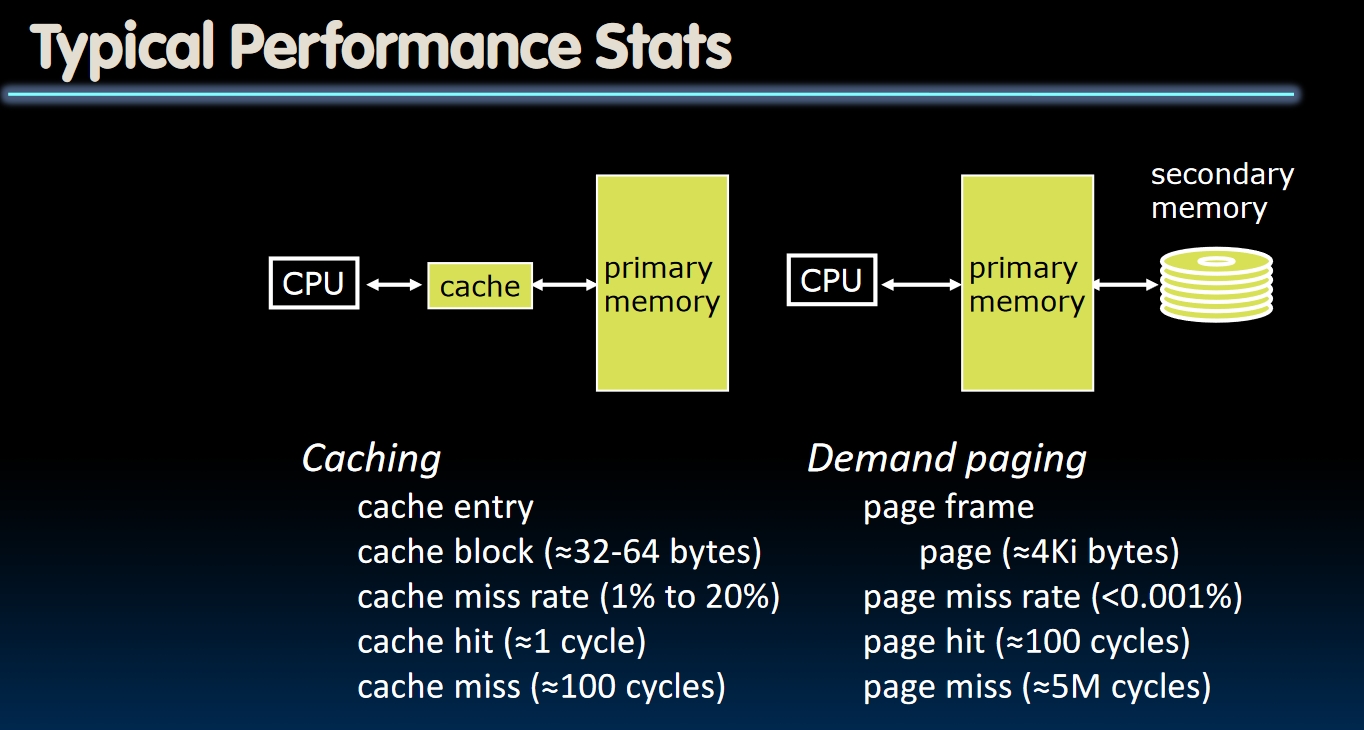 Typical Performance Stats
CPU
cache
primary
memory
CPU
primary
memory
secondary
memory
Caching
cache entry
cache block (≈32-64 bytes)
cache miss rate (1% to 20%)
cache hit (≈1 cycle)
cache miss (≈100 cycles)
Demand paging
page frame
page (≈4Ki bytes)
page miss rate (<0.001%)
page hit (≈100 cycles)
page miss (≈5M cycles)